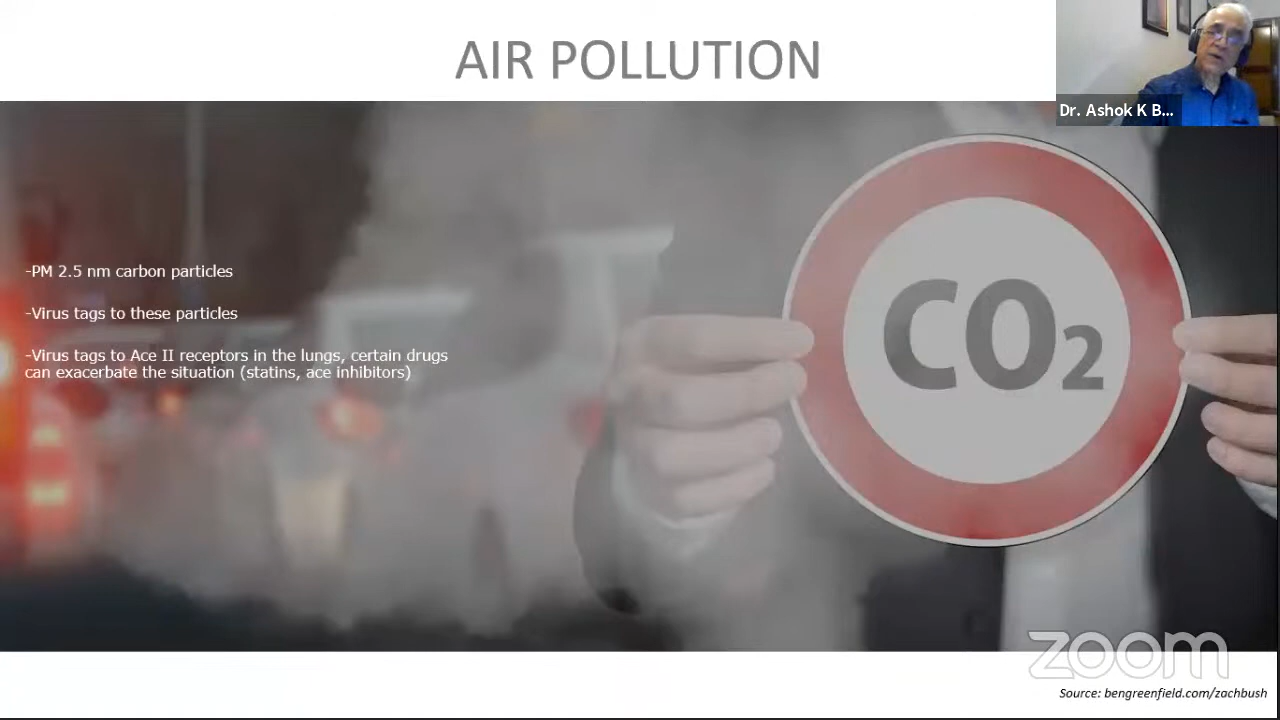 AIR POLLUTION
Dr. Ashok K B...
-PM 2.5 nm carbon particles
-Virus tags to these particles
-Virus tags to Ace II receptors in the lungs, certain drugs
can exacerbate the situation (statins, ace inhibitors)
CO2
zoom
Source: bengreenfield.com/zachbush